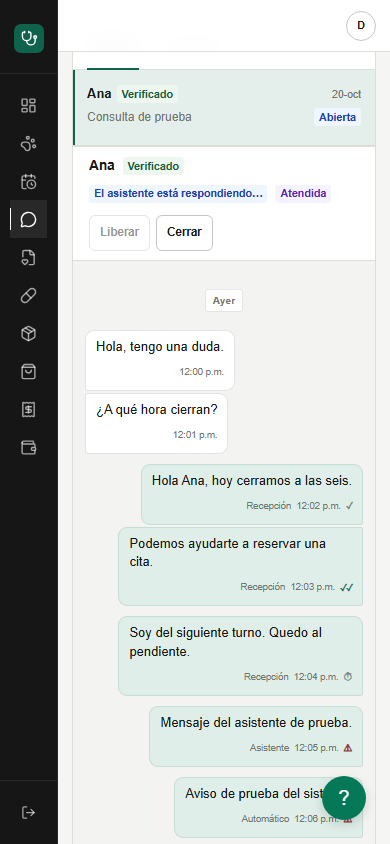 D
Ana Verificado 20-oct
Consulta de prueba Abierta
Ana Verificado
El asistente está respondiendo... Atendida
Liberar Cerrar
Ayer
Hola, tengo una duda.
12:00 p.m.
¿A qué hora cierran?
12:01 p.m.
Hola Ana, hoy cerramos a las seis.
Recepción 12:02 p.m.
Podemos ayudarte a reservar una
cita.
Recepción 12:03 p.m.
Soy del siguiente turno. Quedo al
pendiente.
Recepción 12:04 p.m.
Mensaje del asistente de prueba.
Asistente 12:05 p.m.
Aviso de prueba del
?
Automático 12:06 p.m.